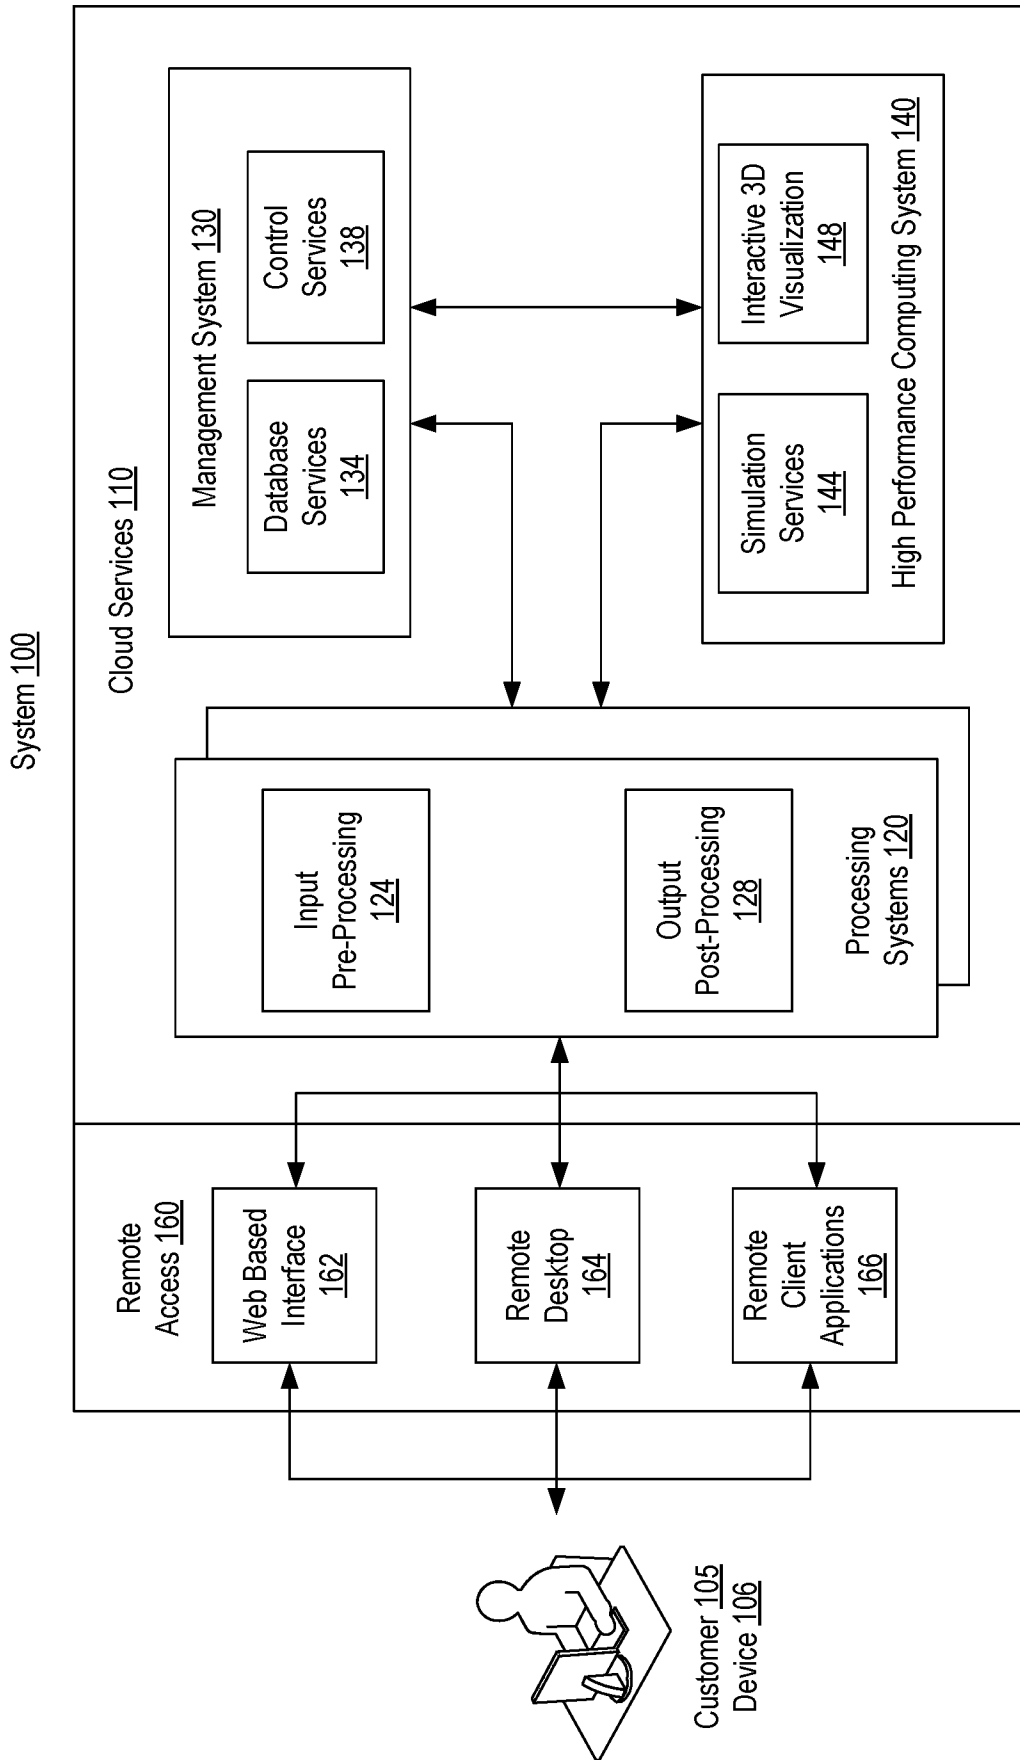 System 100
Cloud Services 110
Management System 130
Database
Services
134
Control
Services
138
Remote
Access 160
Web Based
Interface
162
Input
Pre-Processing
124
Remote
Desktop
164
Output
Post-Processing
128
Processing
Systems 120
Simulation
Services
144
Interactive 3D
Visualization
148
High Performance Computing System 140
Remote
Client
Applications
166
Customer 105
Device 106